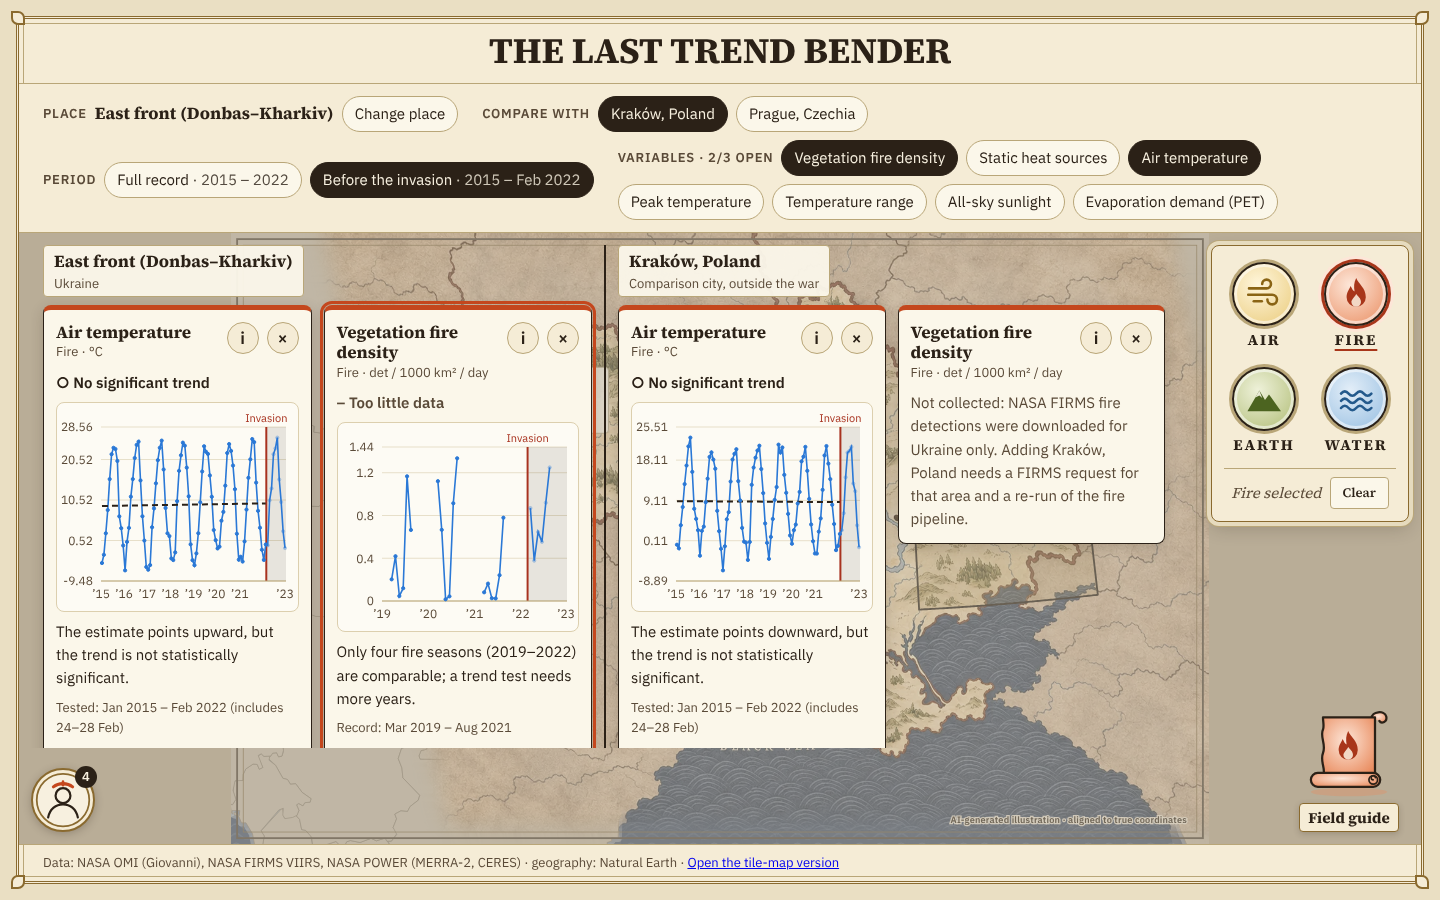 THE LAST TREND BENDER
PLACE East front (Donbas–Kharkiv) Change place COMPARE WITH Kraków, Poland Prague, Czechia
PERIOD Full record · 2015 – 2022 Before the invasion · 2015 – Feb 2022
VARIABLES · 2/3 OPEN Vegetation fire density Static heat sources Air temperature
Peak temperature Temperature range All-sky sunlight Evaporation demand (PET)
East front (Donbas–Kharkiv)
Ukraine
Air temperature i ×
Fire · °C
No significant trend
Invasion
28.56
20.52
10.52
0.52
-9.48
’15 ’16 ’17 ’18 ’19 ’20 ’21 ’23
The estimate points upward, but
the trend is not statistically
significant.
Tested: Jan 2015 – Feb 2022 (includes
24–28 Feb)
Vegetation fire
density i ×
Fire · det / 1000 km² / day
– Too little data
Invasion
1.44
1.2
0.8
0.4
0
’19 ’20 ’21 ’22 ’23
Only four fire seasons (2019–2022)
are comparable; a trend test needs
more years.
Record: Mar 2019 – Aug 2021
Kraków, Poland
Comparison city, outside the war
Air temperature i ×
Fire · °C
No significant trend
Invasion
25.51
18.11
9.11
0.11
-8.89
’15 ’16 ’17 ’18 ’19 ’20 ’21 ’23
The estimate points downward, but
the trend is not statistically
significant.
Tested: Jan 2015 – Feb 2022 (includes
24–28 Feb)
Vegetation fire
density i ×
Fire · det / 1000 km² / day
Not collected: NASA FIRMS fire
detections were downloaded for
Ukraine only. Adding Kraków,
Poland needs a FIRMS request for
that area and a re-run of the fire
pipeline.
AIR FIRE
EARTH WATER
Fire selected Clear
BLACK SEA
4
AI-generated illustration · aligned to true coordinates
Field guide
Data: NASA OMI (Giovanni), NASA FIRMS VIIRS, NASA POWER (MERRA-2, CERES) · geography: Natural Earth · Open the tile-map version